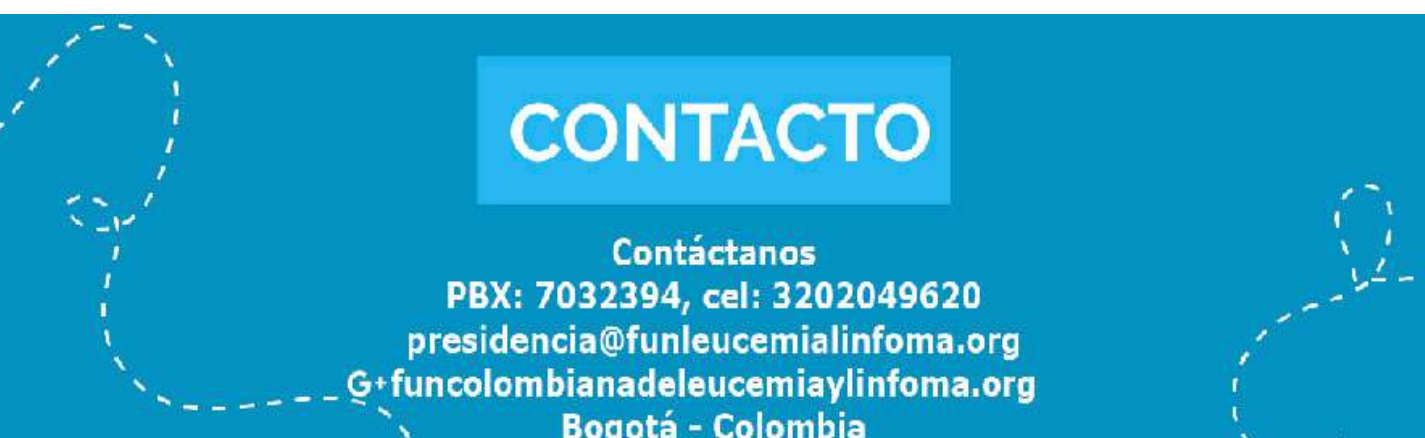 CONTACTO
Contáctanos
PBX: 7032394, cel: 3202049620
presidencia@funleucemialinfoma.org
G+funcolombianadeleucemiaylinfoma.org
Bogotá - Colombia